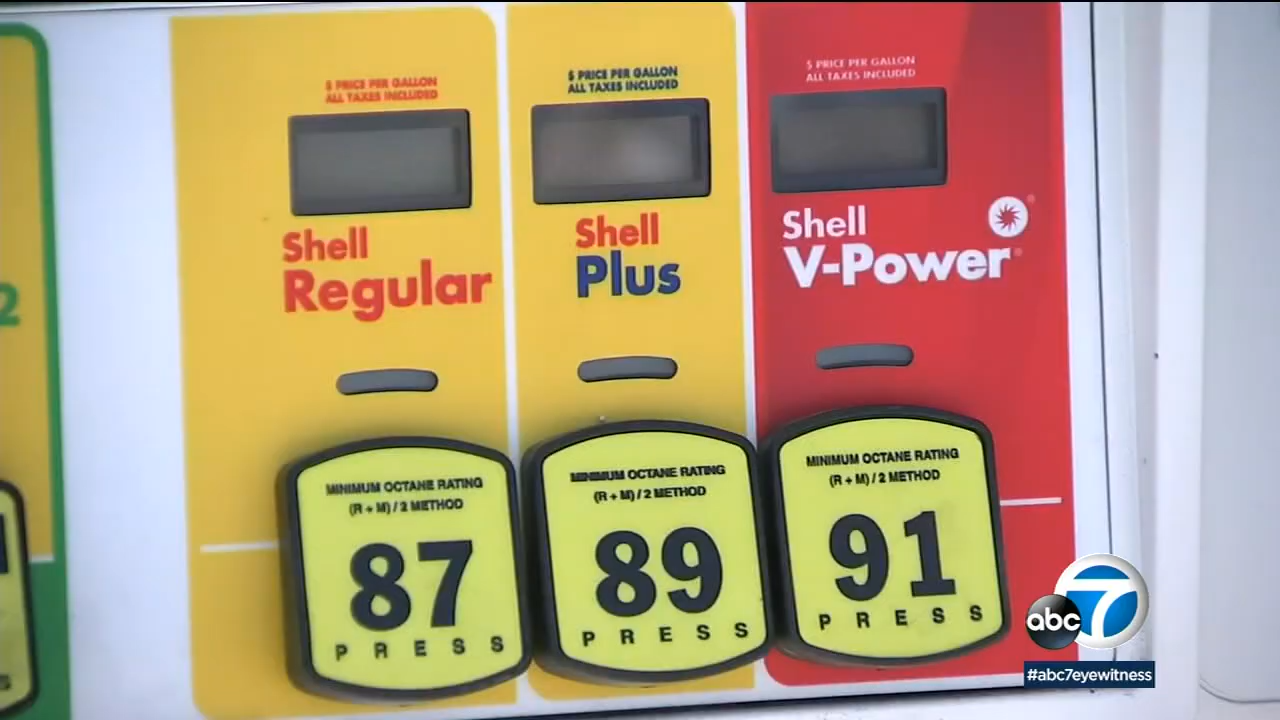 $ PRICE PER GALLON
ALL TAXES INCLUDED
Shell
Regular
MINIMUM OCTANE RATING
(R + M) / 2 METHOD
87
PRESS
$ PRICE PER GALLON
ALL TAXES INCLUDED
Shell
Plus
MINIMUM OCTANE RATING
(R + M) / 2 METHOD
89
PRESS
$ PRICE PER GALLON
ALL TAXES INCLUDED
Shell
V-Power
MINIMUM OCTANE RATING
(R + M) / 2 METHOD
91
PRESS
2
abc 7
#abc7eyewitness